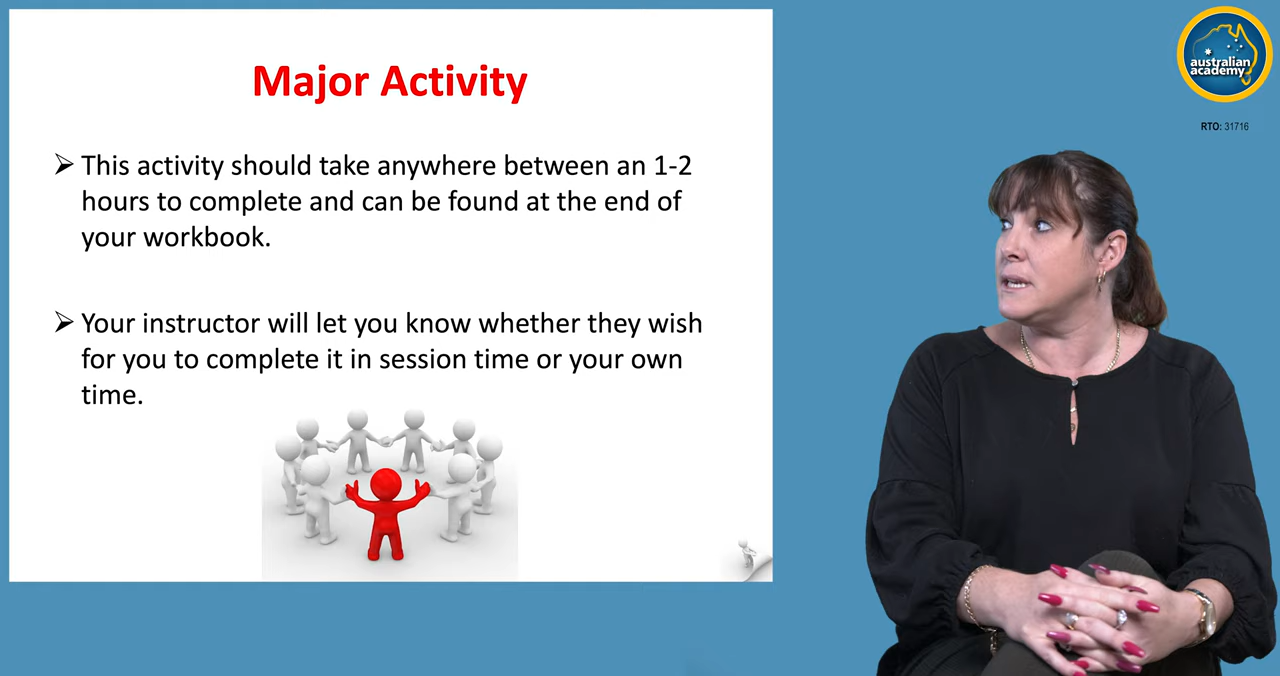 Major Activity
➢ This activity should take anywhere between an 1-2
hours to complete and can be found at the end of
your workbook.
➢ Your instructor will let you know whether they wish
for you to complete it in session time or your own
time.
australian
academy
RTO: 31716